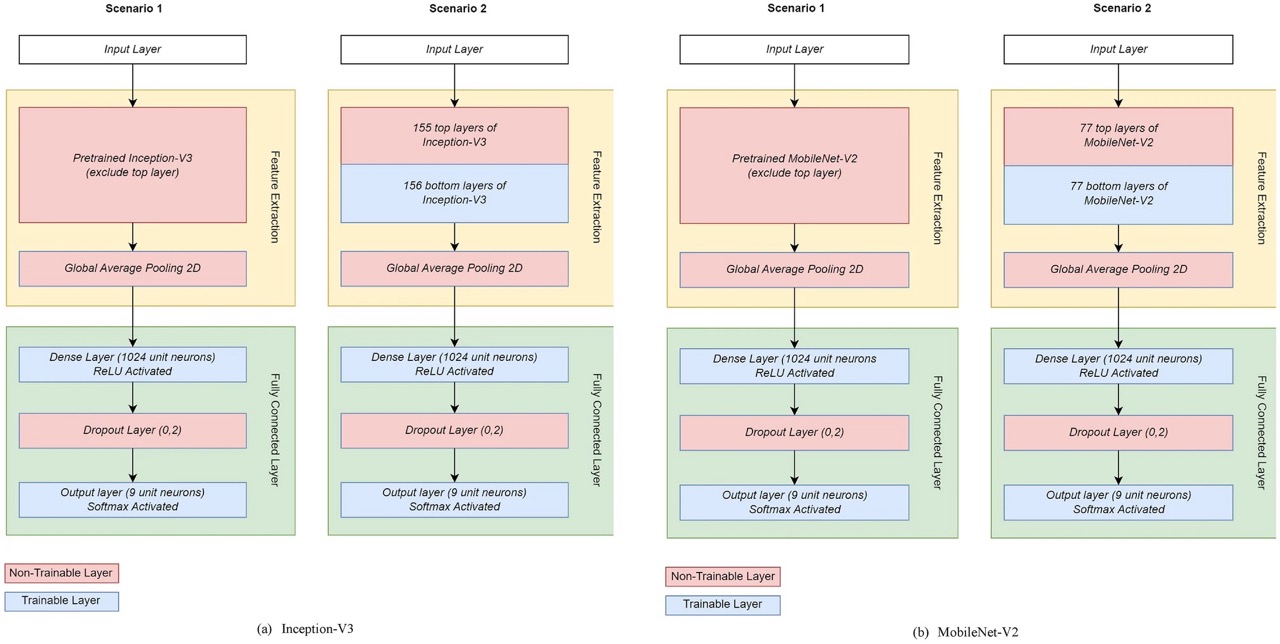 Scenario 1
Input Layer
Pretrained Inception-V3
(exclude top layer)
Global Average Pooling 2D
Feature Extraction
Dense Layer (1024 unit neurons)
ReLU Activated
Dropout Layer (0,2)
Output layer (9 unit neurons)
Softmax Activated
Fully Connected Layer
Scenario 2
Input Layer
155 top layers of
Inception-V3
156 bottom layers of
Inception-V3
Global Average Pooling 2D
Feature Extraction
Dense Layer (1024 unit neurons)
ReLU Activated
Dropout Layer (0,2)
Output layer (9 unit neurons)
Softmax Activated
Fully Connected Layer
Non-Trainable Layer
Trainable Layer
(a) Inception-V3
Scenario 1
Input Layer
Pretrained MobileNet-V2
(exclude top layer)
Global Average Pooling 2D
Feature Extraction
Dense Layer (1024 unit neurons
ReLU Activated
Dropout Layer (0,2)
Output layer (9 unit neurons)
Softmax Activated
Fully Connected Layer
Scenario 2
Input Layer
77 top layers of
MobileNet-V2
77 bottom layers of
MobileNet-V2
Global Average Pooling 2D
Feature Extraction
Dense Layer (1024 unit neurons)
ReLU Activated
Dropout Layer (0,2)
Output layer (9 unit neurons)
Softmax Activated
Fully Connected Layer
Non-Trainable Layer
Trainable Layer
(b) MobileNet-V2